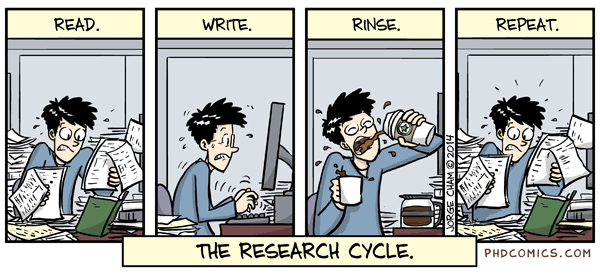 READ.
WRITE.
RINSE.
REPEAT.
JORGE CHAM © 2014
THE RESEARCH CYCLE.
PHDCOMICS.COM